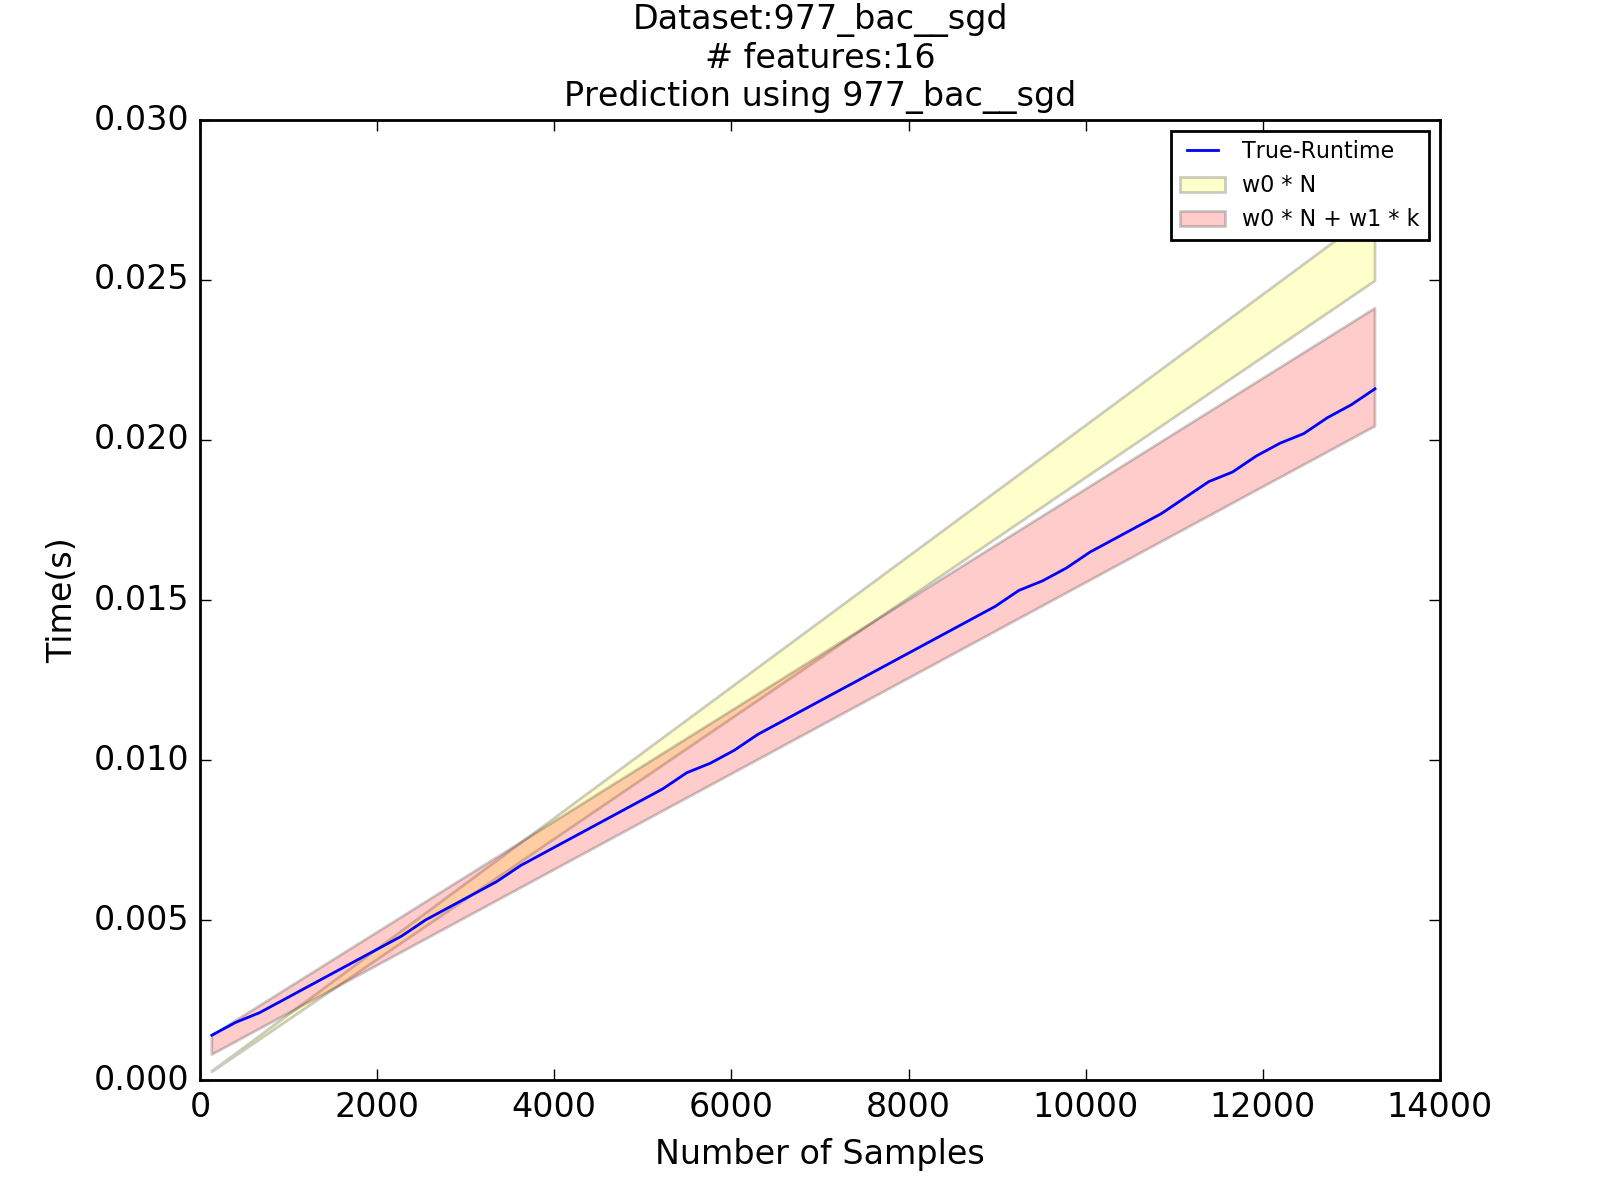 Dataset:977_bac__sgd
# features:16
Prediction using 977_bac__sgd
0.030
0.025
0.020
0.015
0.010
0.005
0.000
Time(s)
True-Runtime
w0 * N
w0 * N + w1 * k
0 2000 4000 6000 8000 10000 12000 14000
Number of Samples